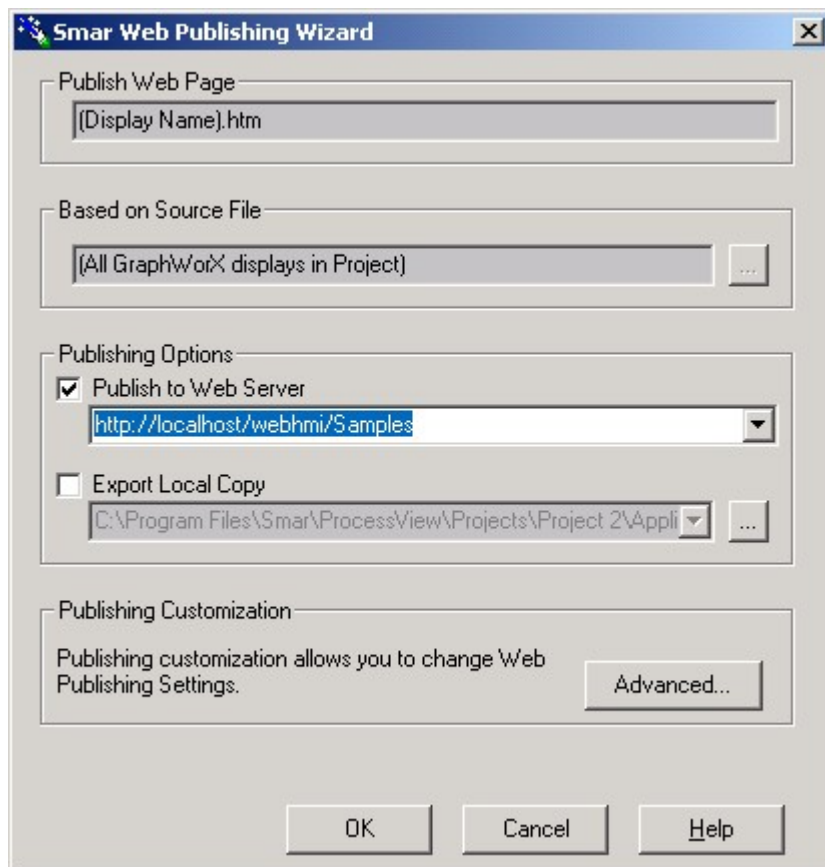 Smar Web Publishing Wizard
Publish Web Page
(Display Name).htm
Based on Source File
(All GraphWorX displays in Project)
...
Publishing Options
Publish to Web Server
http://localhost/webhmi/Samples
Export Local Copy
C:\Program Files\Smar\ProcessView\Projects\Project 2\Appli
...
Publishing Customization
Publishing customization allows you to change Web
Publishing Settings.
Advanced...
OK Cancel Help